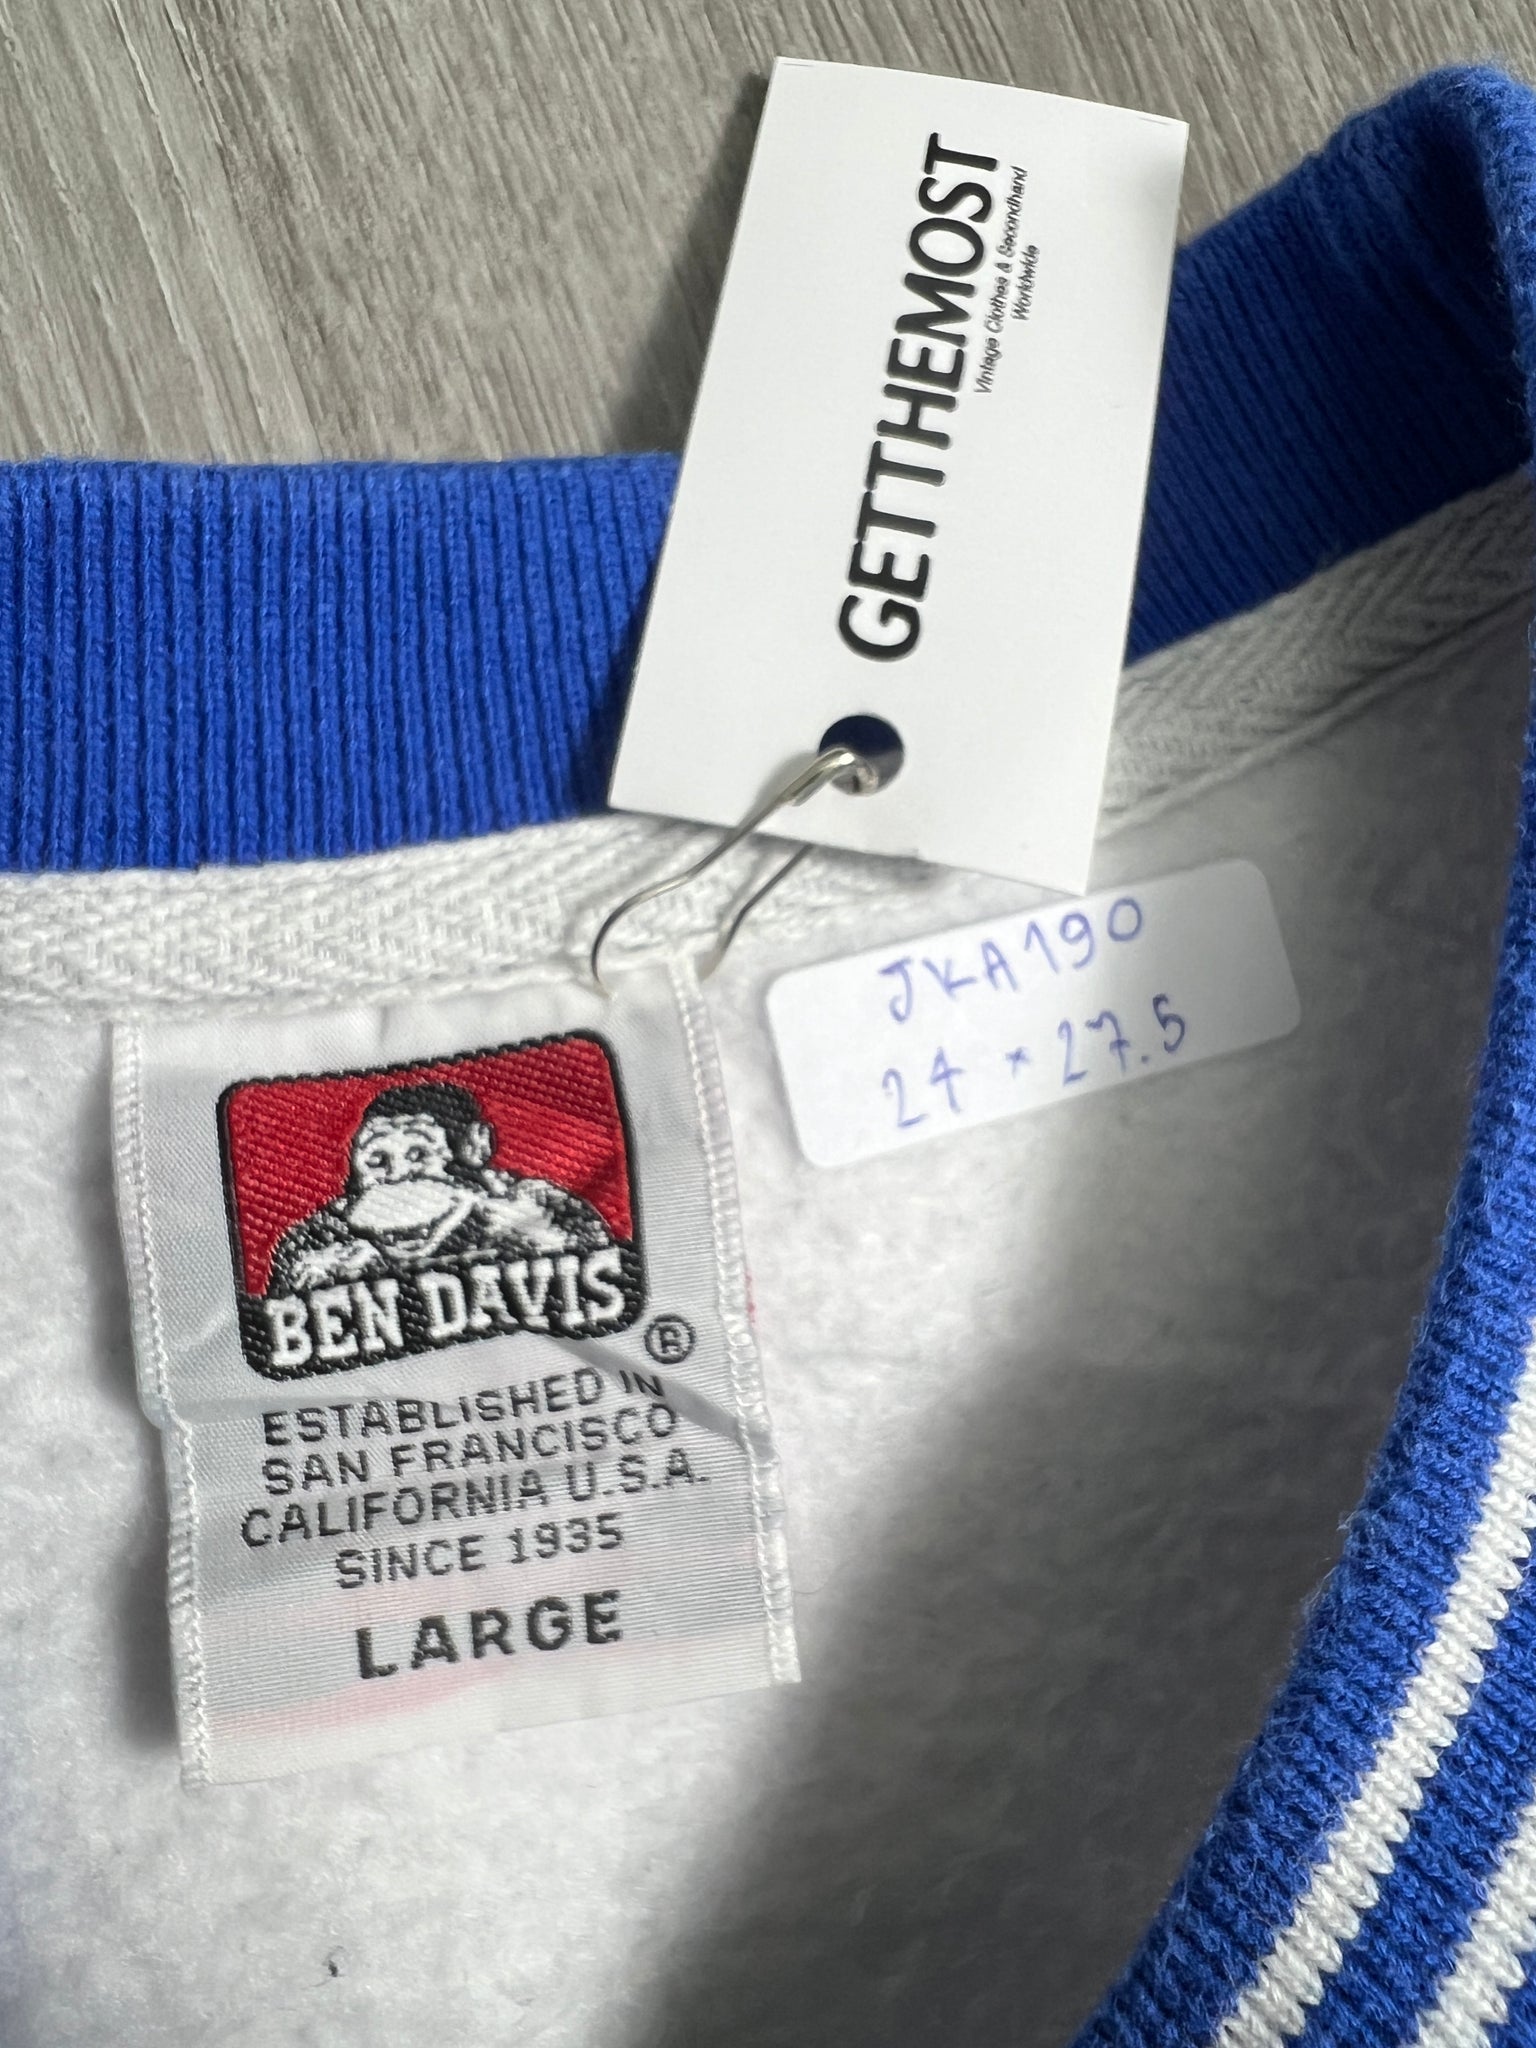 GETTHEMOST
Vintage Clothes & Secondhand
Worldwide
JKA190
24 × 27.5
BEN DAVIS
®
ESTABLISHED IN
SAN FRANCISCO
CALIFORNIA U.S.A.
SINCE 1935
LARGE